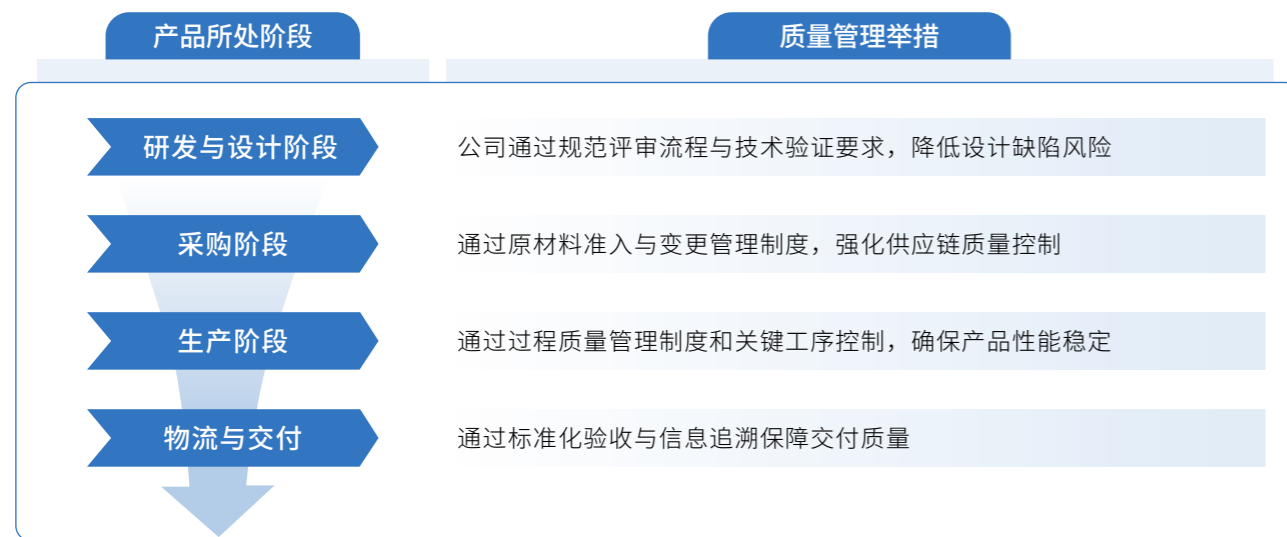 产品所处阶段
质量管理举措
研发与设计阶段
公司通过规范评审流程与技术验证要求，降低设计缺陷风险
采购阶段
通过原材料准入与变更管理制度，强化供应链质量控制
生产阶段
通过过程质量管理制度和关键工序控制，确保产品性能稳定
物流与交付
通过标准化验收与信息追溯保障交付质量